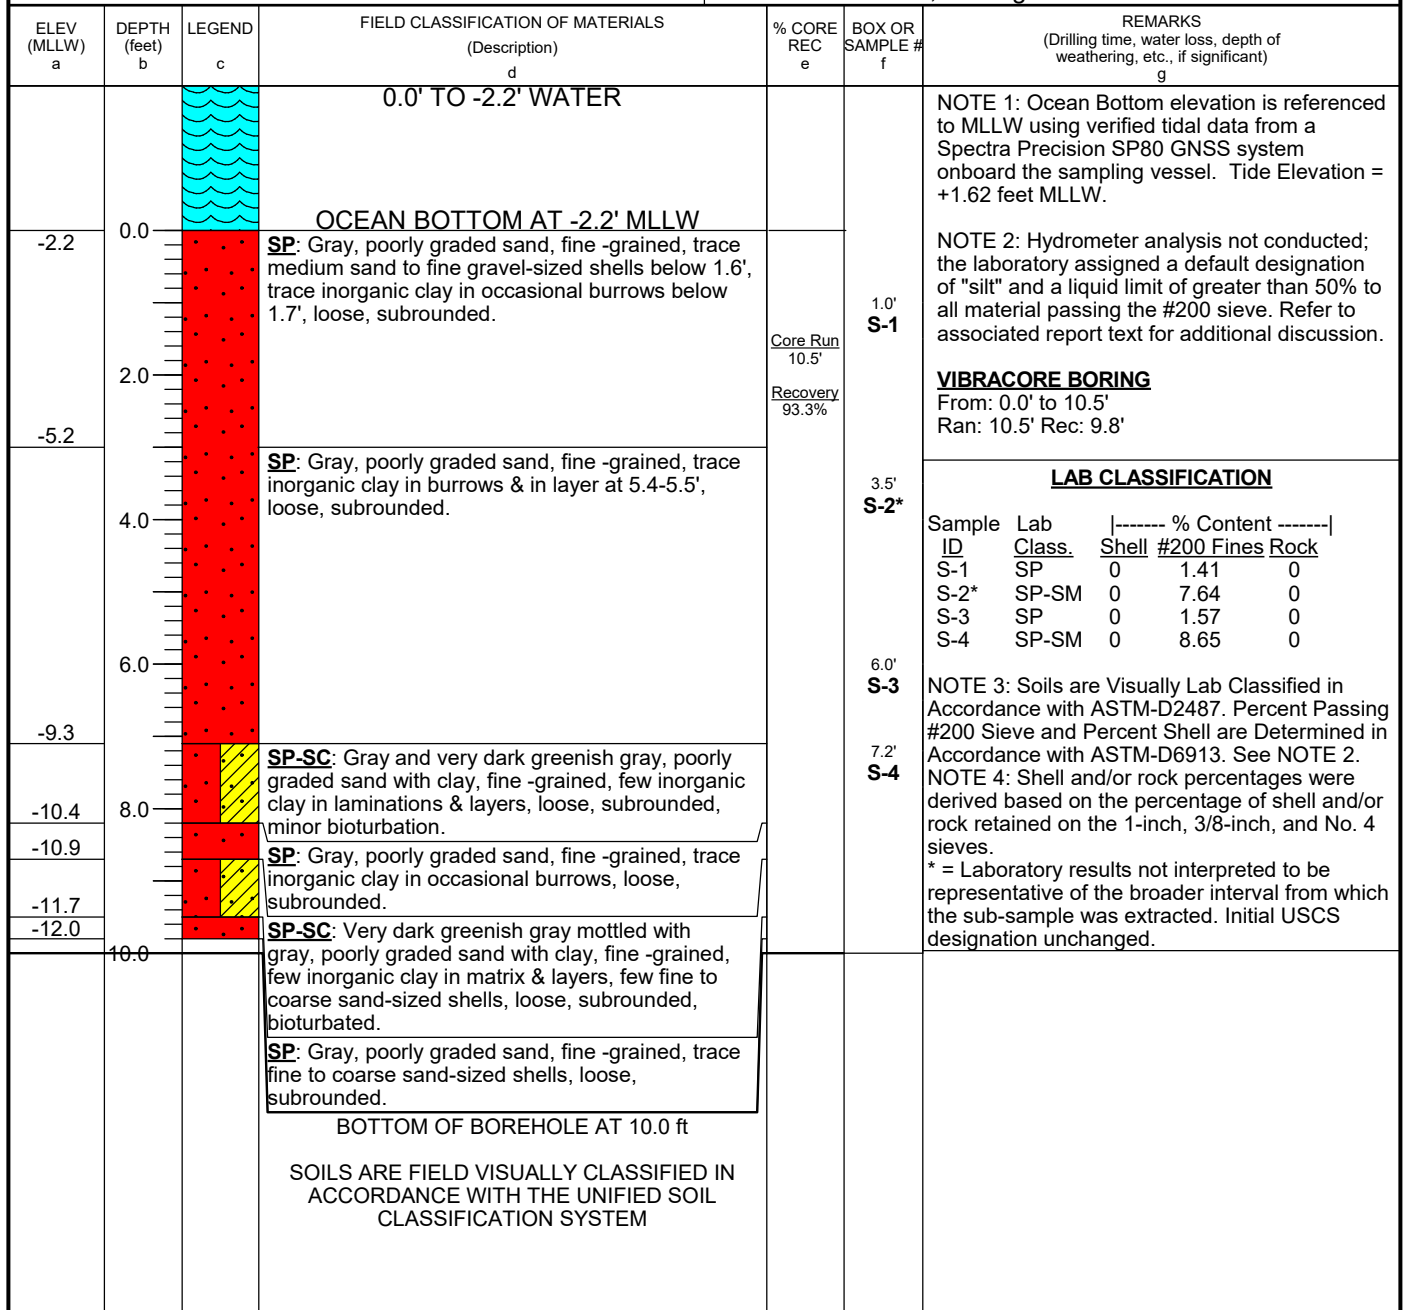 ELEV
(MLLW)
a
DEPTH
(feet)
b
LEGEND
c
FIELD CLASSIFICATION OF MATERIALS
(Description)
d
% CORE
REC
e
BOX OR
SAMPLE #
f
REMARKS
(Drilling time, water loss, depth of
weathering, etc., if significant)
g
0.0' TO -2.2' WATER
OCEAN BOTTOM AT -2.2' MLLW
-2.2
0.0
SP: Gray, poorly graded sand, fine -grained, trace
medium sand to fine gravel-sized shells below 1.6',
trace inorganic clay in occasional burrows below
1.7', loose, subrounded.
2.0
-5.2
SP: Gray, poorly graded sand, fine -grained, trace
inorganic clay in burrows & in layer at 5.4-5.5',
loose, subrounded.
4.0
6.0
-9.3
SP-SC: Gray and very dark greenish gray, poorly
graded sand with clay, fine -grained, few inorganic
clay in laminations & layers, loose, subrounded,
minor bioturbation.
8.0
-10.4
-10.9
SP: Gray, poorly graded sand, fine -grained, trace
inorganic clay in occasional burrows, loose,
subrounded.
-11.7
-12.0
10.0
SP-SC: Very dark greenish gray mottled with
gray, poorly graded sand with clay, fine -grained,
few inorganic clay in matrix & layers, few fine to
coarse sand-sized shells, loose, subrounded,
bioturbated.
SP: Gray, poorly graded sand, fine -grained, trace
fine to coarse sand-sized shells, loose,
subrounded.
BOTTOM OF BOREHOLE AT 10.0 ft
SOILS ARE FIELD VISUALLY CLASSIFIED IN
ACCORDANCE WITH THE UNIFIED SOIL
CLASSIFICATION SYSTEM
Core Run
10.5'
Recovery
93.3%
1.0'
S-1
3.5'
S-2*
6.0'
S-3
7.2'
S-4
NOTE 1: Ocean Bottom elevation is referenced
to MLLW using verified tidal data from a
Spectra Precision SP80 GNSS system
onboard the sampling vessel. Tide Elevation =
+1.62 feet MLLW.
NOTE 2: Hydrometer analysis not conducted;
the laboratory assigned a default designation
of "silt" and a liquid limit of greater than 50% to
all material passing the #200 sieve. Refer to
associated report text for additional discussion.
VIBRACORE BORING
From: 0.0' to 10.5'
Ran: 10.5' Rec: 9.8'
LAB CLASSIFICATION
Sample Lab |------- % Content -------|
ID Class. Shell #200 Fines Rock
S-1 SP 0 1.41 0
S-2* SP-SM 0 7.64 0
S-3 SP 0 1.57 0
S-4 SP-SM 0 8.65 0
NOTE 3: Soils are Visually Lab Classified in
Accordance with ASTM-D2487. Percent Passing
#200 Sieve and Percent Shell are Determined in
Accordance with ASTM-D6913. See NOTE 2.
NOTE 4: Shell and/or rock percentages were
derived based on the percentage of shell and/or
rock retained on the 1-inch, 3/8-inch, and No. 4
sieves.
* = Laboratory results not interpreted to be
representative of the broader interval from which
the sub-sample was extracted. Initial USCS
designation unchanged.